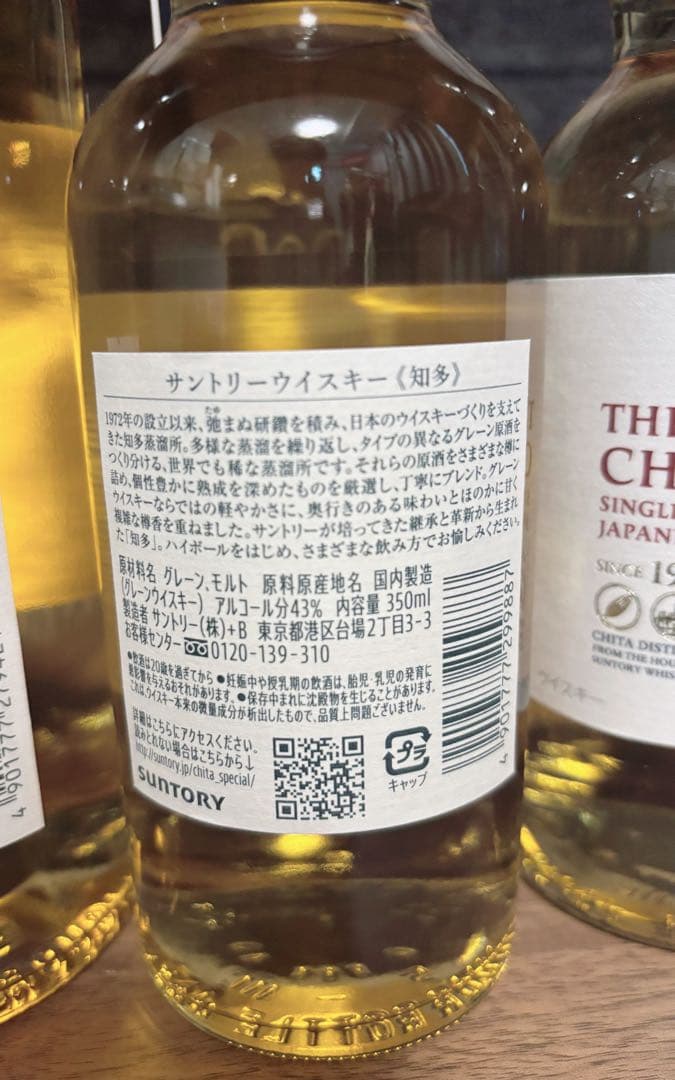 サントリーウイスキー《知多》
1972年の設立以来、弛まぬ研鑽を積み、日本のウイスキーづくりを支えて
たゆ
きた知多蒸溜所。多様な蒸溜を繰り返し、タイプの異なるグレーン原酒を
つくり分ける、世界でも稀な蒸溜所です。それらの原酒をさまざまな樽に
詰め、個性豊かに熟成を深めたものを厳選し、丁寧にブレンド。グレーン
ウイスキーならではの軽やかさに、奥行きのある味わいとほのかに甘く
複雑な樽香を重ねました。サントリーが培ってきた継承と革新から生まれ
た「知多」。ハイボールをはじめ、さまざまな飲み方でお愉しみください。
原材料名 グレーン、モルト 原料原産地名 国内製造
(グレーンウイスキー) アルコール分43% 内容量 350ml
製造者 サントリー(株)+B 東京都港区台場2丁目3-3
お客様センター 0120-139-310
●飲酒は20歳を過ぎてから ●妊娠中や授乳期の飲酒は、胎児・乳児の発育に
悪影響を与えるおそれがあります。●保存中まれに沈殿物を生じることがあります。
これは、ウイスキー本来の微量成分が析出したもので、品質上問題ございません。
詳細はこちらにアクセスください。
読みとれない場合はこちらから↓
http://suntory.jp/chita_special/
SUNTORY
プラ
キャップ
4 901777 299887
THE
CH
SINGLE
JAPAN
SINCE 19
CHITA DISTI
FROM THE HOU
SUNTORY WHIS
ウイスキー